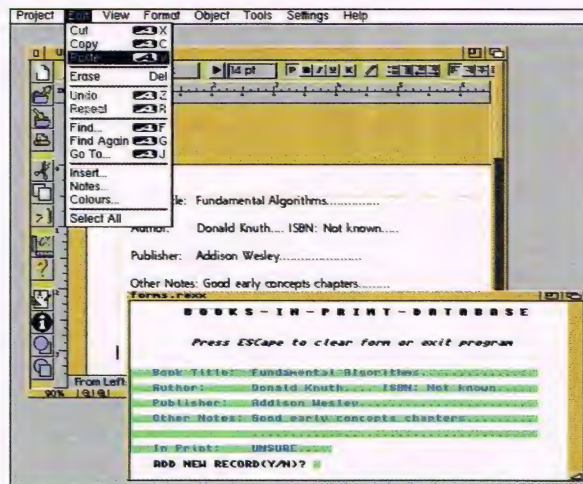 Project Edit View Format Object Tools Settings Help
Cut X
Copy C
Paste V
Erase Del
Undo Z
Repeat R
Find... F
Find Again G
Go To... J
Insert...
Notes...
Colours...
Select All
14 pt
Fundamental Algorithms...............
Author: Donald Knuth.... ISBN: Not known.....
Publisher: Addison Wesley.....................
Other Notes: Good early concepts chapters.........
From Left:
90%
forms.rexx
BOOKS-IN-PRINT-DATABASE
Press ESCape to clear form or exit program
Book Title: Fundamental Algorithms...............
Author: Donald Knuth.... ISBN: Not known.....
Publisher: Addison Wesley.....................
Other Notes: Good early concepts chapters.........
In Print: UNSURE.....
ADD NEW RECORD(Y/N)?